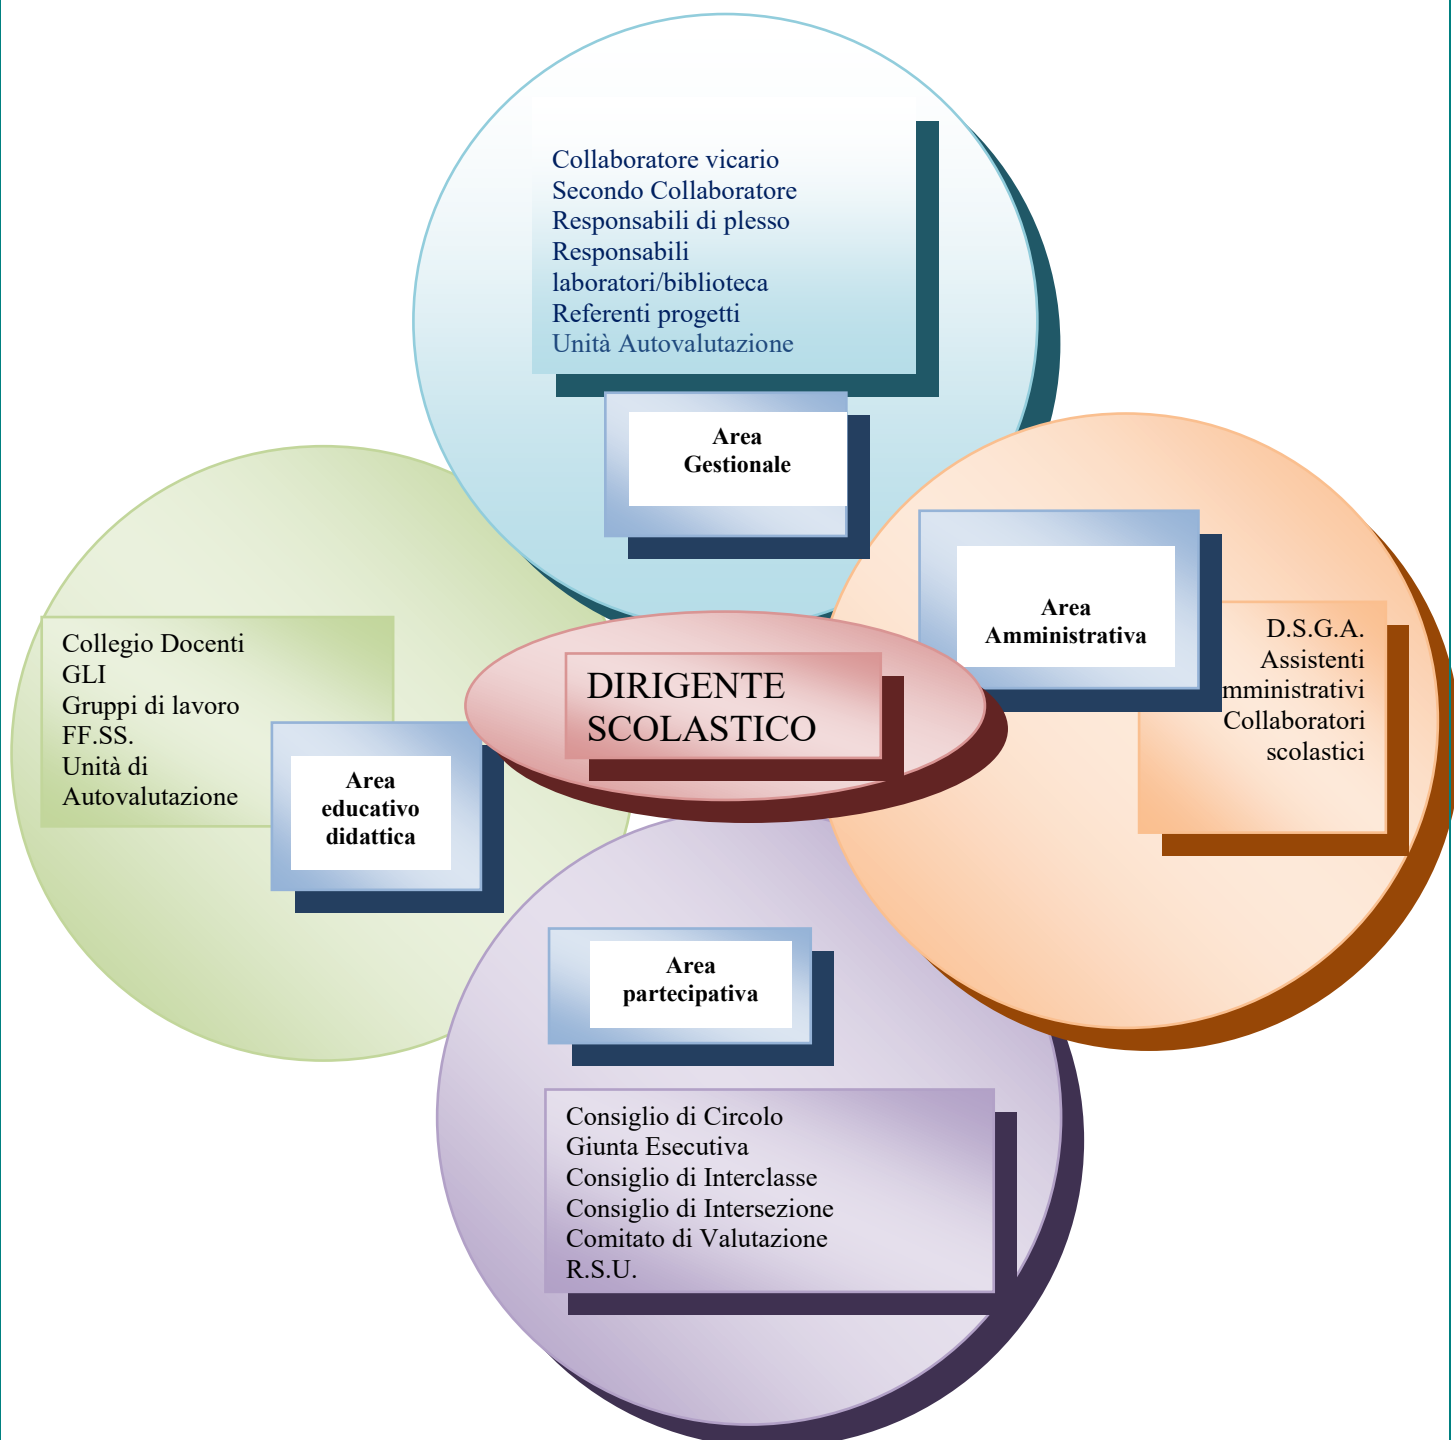 Collaboratore vicario
Secondo Collaboratore
Responsabili di plesso
Responsabili
laboratori/biblioteca
Referenti progetti
Unità Autovalutazione
Area
Gestionale
Area
Amministrativa
D.S.G.A.
Assistenti
mministrativi
Collaboratori
scolastici
DIRIGENTE
SCOLASTICO
Collegio Docenti
GLI
Gruppi di lavoro
FF.SS.
Unità di
Autovalutazione
Area
educativo
didattica
Area
partecipativa
Consiglio di Circolo
Giunta Esecutiva
Consiglio di Interclasse
Consiglio di Intersezione
Comitato di Valutazione
R.S.U.